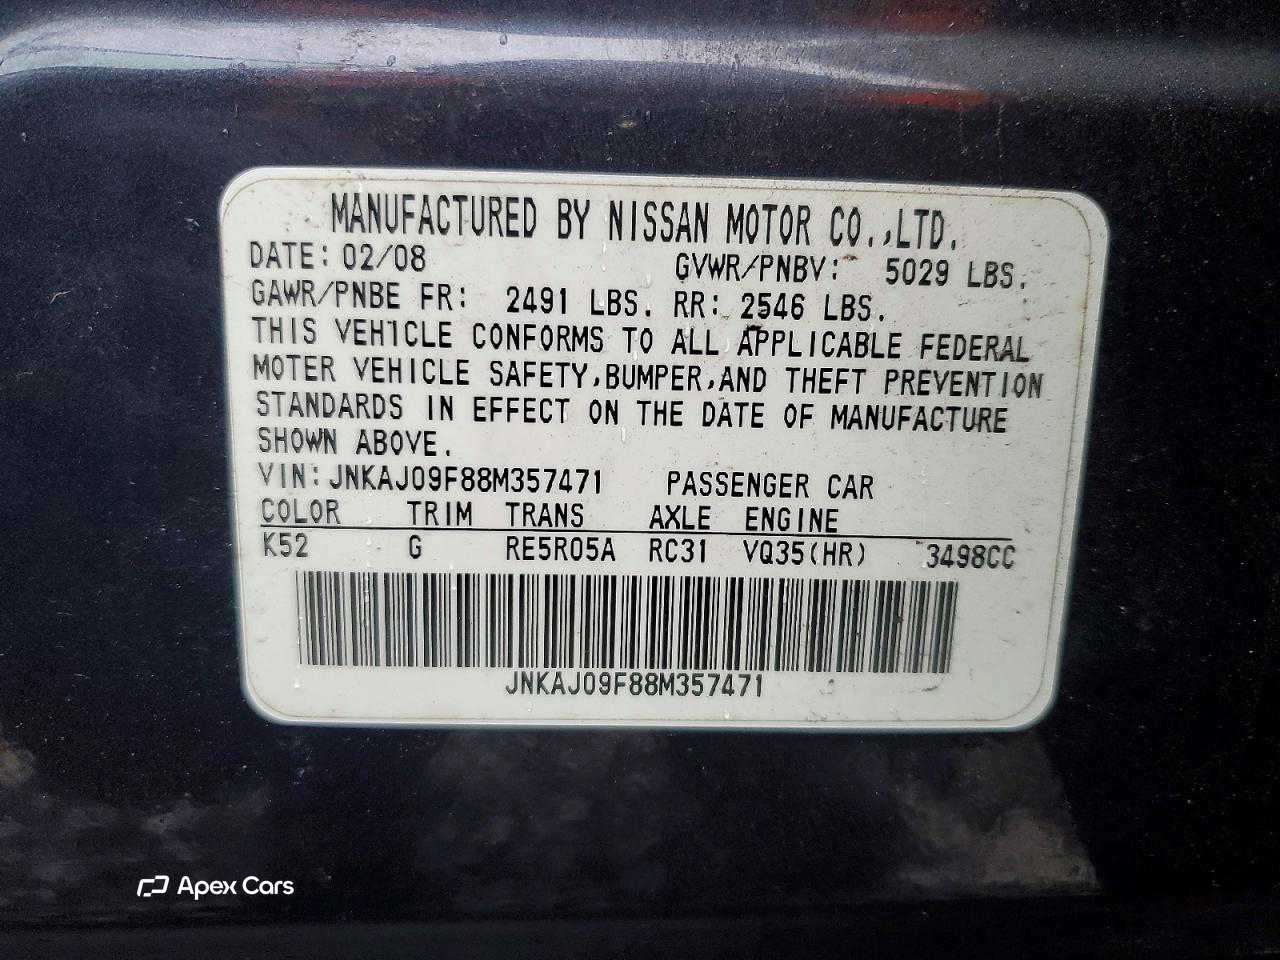 MANUFACTURED BY NISSAN MOTOR CO.,LTD.
DATE: 02/08 GVWR/PNBV: 5029 LBS.
GAWR/PNBE FR: 2491 LBS. RR: 2546 LBS.
THIS VEHICLE CONFORMS TO ALL APPLICABLE FEDERAL
MOTER VEHICLE SAFETY,BUMPER,AND THEFT PREVENTION
STANDARDS IN EFFECT ON THE DATE OF MANUFACTURE
SHOWN ABOVE.
VIN: JNKAJ09F88M357471 PASSENGER CAR
COLOR TRIM TRANS AXLE ENGINE
K52 G RE5R05A RC31 VQ35(HR) 3498CC
JNKAJ09F88M357471
Apex Cars